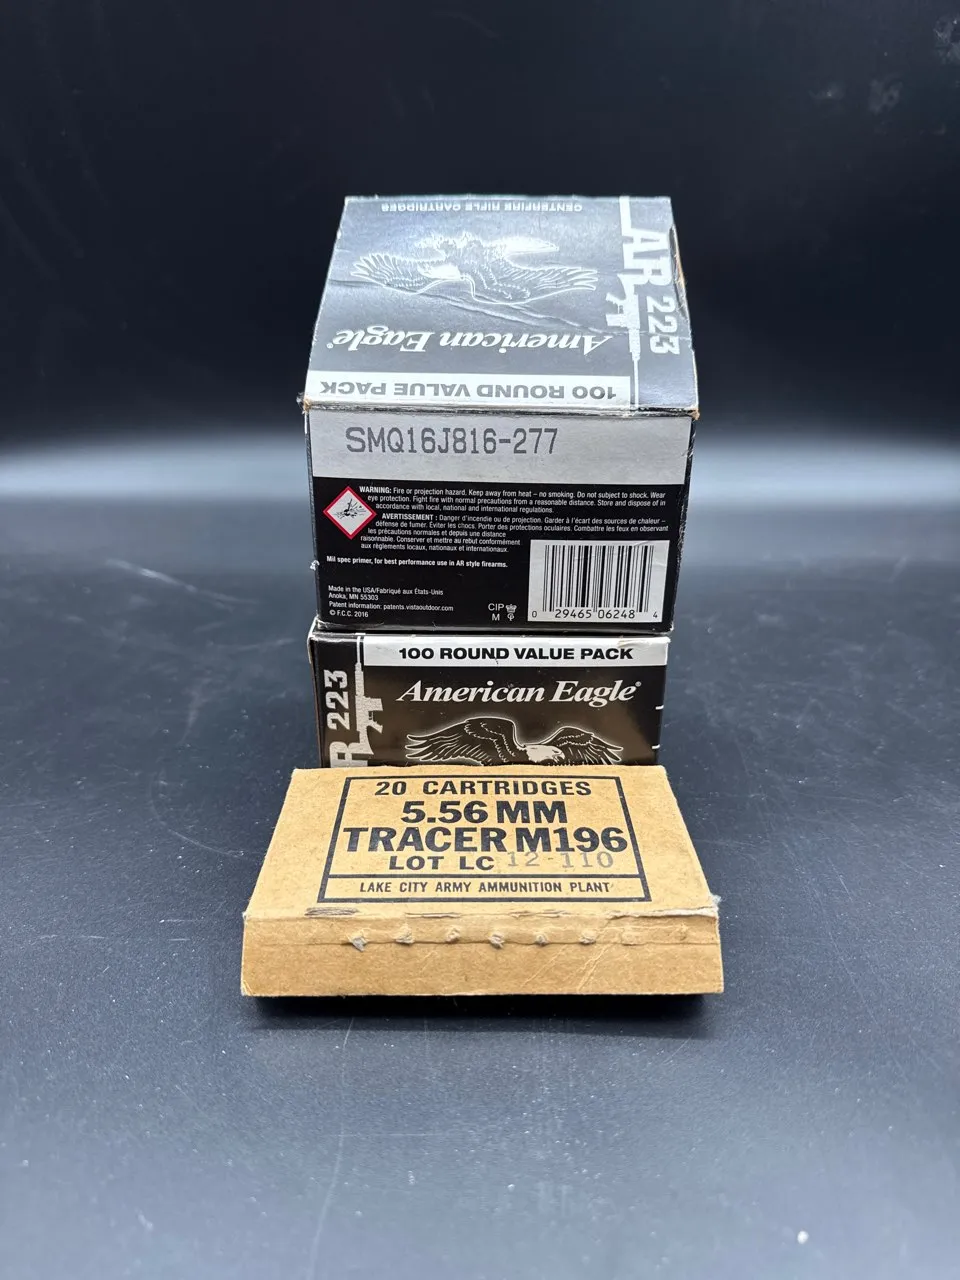 CENTERFIRE RIFLE CARTRIDGES
AR 223
American Eagle®
100 ROUND VALUE PACK
SMQ16J816-277
WARNING: Fire or projection hazard. Keep away from heat – no smoking. Do not subject to shock. Wear
eye protection. Fight fire with normal precautions from a reasonable distance. Store and dispose of in
accordance with local, national and international regulations.
AVERTISSEMENT : Danger d'incendie ou de projection. Garder à l'écart des sources de chaleur –
défense de fumer. Éviter les chocs. Porter des protections oculaires. Combattre les feux en observant
les précautions normales et depuis une distance
raisonnable. Conserver et mettre au rebut conformément
aux règlements locaux, nationaux et internationaux.
Mil spec primer, for best performance use in AR style firearms.
Made in the USA/Fabriqué aux États-Unis
Anoka, MN 55303
Patent information: patents.vistaoutdoor.com
© F.C.C. 2016
CIP
M
0 29465 06248 4
100 ROUND VALUE PACK
American Eagle®
R 223
20 CARTRIDGES
5.56 MM
TRACER M196
LOT LC 12-110
LAKE CITY ARMY AMMUNITION PLANT